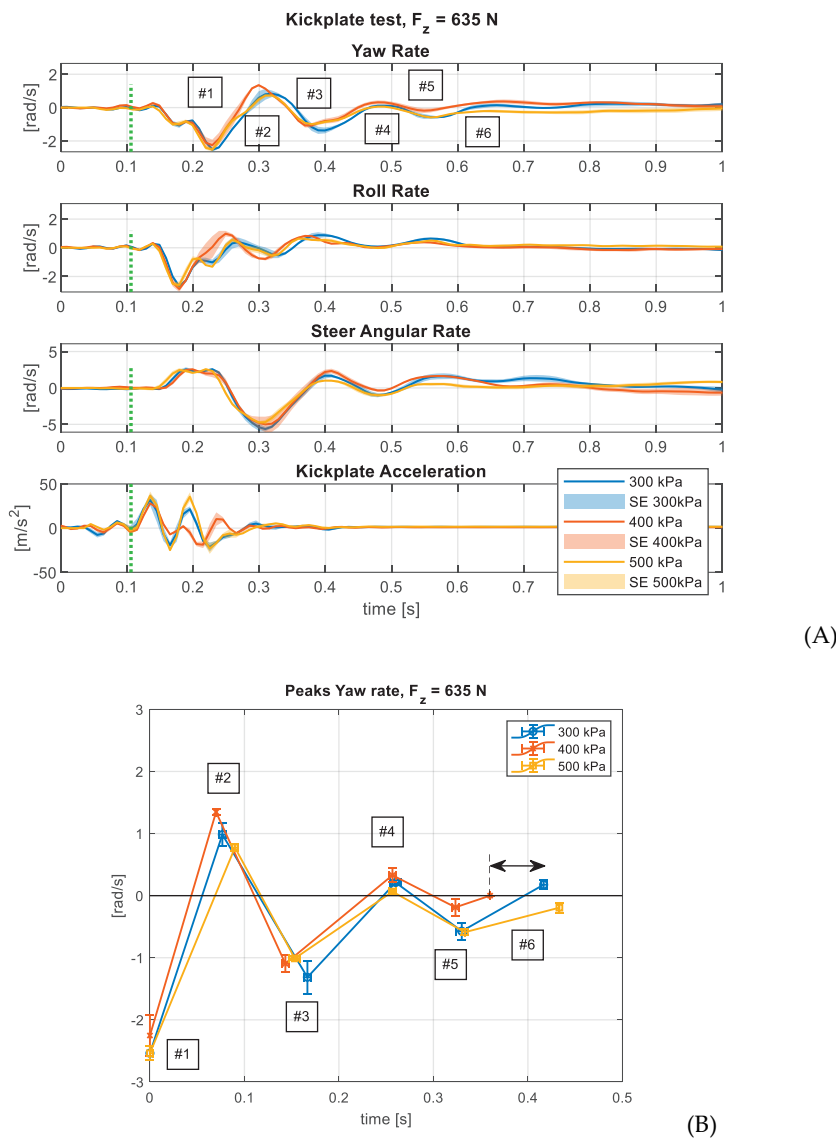 Kickplate test, F_z = 635 N
Yaw Rate
[rad/s]
2
0
-2
#1
#2
#3
#4
#5
#6
0 0.1 0.2 0.3 0.4 0.5 0.6 0.7 0.8 0.9 1
Roll Rate
[rad/s]
2
0
-2
0 0.1 0.2 0.3 0.4 0.5 0.6 0.7 0.8 0.9 1
Steer Angular Rate
[rad/s]
5
0
-5
0 0.1 0.2 0.3 0.4 0.5 0.6 0.7 0.8 0.9 1
Kickplate Acceleration
[m/s²]
50
0
-50
300 kPa
SE 300kPa
400 kPa
SE 400kPa
500 kPa
SE 500kPa
0 0.1 0.2 0.3 0.4 0.5 0.6 0.7 0.8 0.9 1
time [s]
(A)
Peaks Yaw rate, F_z = 635 N
[rad/s]
3
2
1
0
-1
-2
-3
300 kPa
400 kPa
500 kPa
#1
#2
#3
#4
#5
#6
0 0.1 0.2 0.3 0.4 0.5
time [s]
(B)